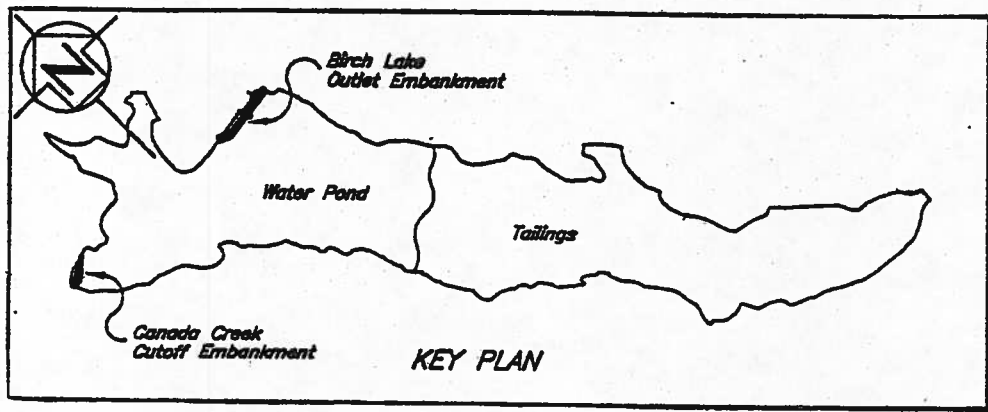 N
Birch Lake
Outlet Embankment
Water Pond
Tailings
Canada Creek
Cutoff Embankment
KEY PLAN